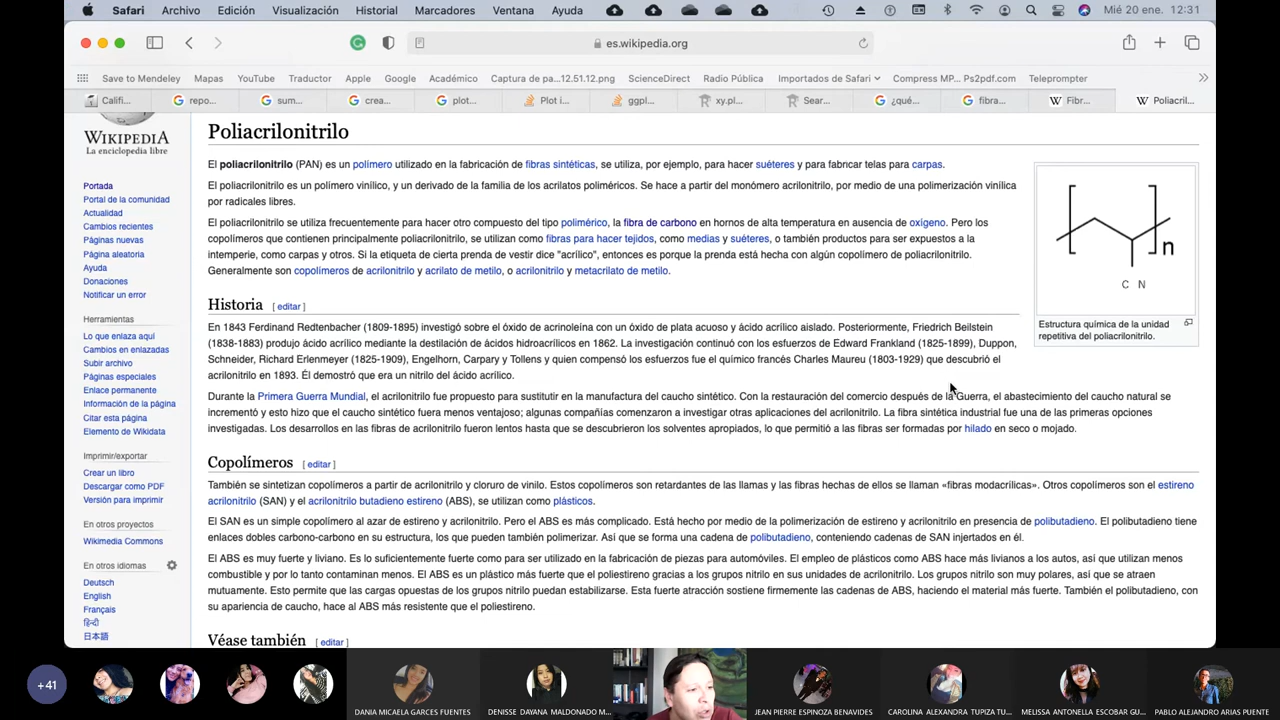 Safari Archivo Edición Visualización Historial Marcadores Ventana Ayuda Mié 20 ene. 12:31
es.wikipedia.org
Save to Mendeley Mapas YouTube Traductor Apple Google Académico Captura de pa...12.51.12.png ScienceDirect Radio Pública Importados de Safari Compress MP... Ps2pdf.com Teleprompter
Califi... repo... sum... crea... plot... Plot i... ggpl... xy.pl... Sear... ¿qué... fibra... Fibr... Poliacril...
WIKIPEDIA
La enciclopedia libre
Portada
Portal de la comunidad
Actualidad
Cambios recientes
Páginas nuevas
Página aleatoria
Ayuda
Donaciones
Notificar un error
Herramientas
Lo que enlaza aquí
Cambios en enlazadas
Subir archivo
Páginas especiales
Enlace permanente
Información de la página
Citar esta página
Elemento de Wikidata
Imprimir/exportar
Crear un libro
Descargar como PDF
Versión para imprimir
En otros proyectos
Wikimedia Commons
En otros idiomas
Deutsch
English
Français
हिन्दी
日本語
Poliacrilonitrilo
El poliacrilonitrilo (PAN) es un polímero utilizado en la fabricación de fibras sintéticas, se utiliza, por ejemplo, para hacer suéteres y para fabricar telas para carpas.
El poliacrilonitrilo es un polímero vinílico, y un derivado de la familia de los acrilatos poliméricos. Se hace a partir del monómero acrilonitrilo, por medio de una polimerización vinílica
por radicales libres.
El poliacrilonitrilo se utiliza frecuentemente para hacer otro compuesto del tipo polimérico, la fibra de carbono en hornos de alta temperatura en ausencia de oxígeno. Pero los
copolímeros que contienen principalmente poliacrilonitrilo, se utilizan como fibras para hacer tejidos, como medias y suéteres, o también productos para ser expuestos a la
intemperie, como carpas y otros. Si la etiqueta de cierta prenda de vestir dice "acrílico", entonces es porque la prenda está hecha con algún copolímero de poliacrilonitrilo.
Generalmente son copolímeros de acrilonitrilo y acrilato de metilo, o acrilonitrilo y metacrilato de metilo.
n
C N
Estructura química de la unidad
repetitiva del poliacrilonitrilo.
Historia [ editar ]
En 1843 Ferdinand Redtenbacher (1809-1895) investigó sobre el óxido de acrinoleína con un óxido de plata acuoso y ácido acrílico aislado. Posteriormente, Friedrich Beilstein
(1838-1883) produjo ácido acrílico mediante la destilación de ácidos hidroacrílicos en 1862. La investigación continuó con los esfuerzos de Edward Frankland (1825-1899), Duppon,
Schneider, Richard Erlenmeyer (1825-1909), Engelhorn, Carpary y Tollens y quien compensó los esfuerzos fue el químico francés Charles Maureu (1803-1929) que descubrió el
acrilonitrilo en 1893. Él demostró que era un nitrilo del ácido acrílico.
Durante la Primera Guerra Mundial, el acrilonitrilo fue propuesto para sustituir en la manufactura del caucho sintético. Con la restauración del comercio después de la Guerra, el abastecimiento del caucho natural se
incrementó y esto hizo que el caucho sintético fuera menos ventajoso; algunas compañías comenzaron a investigar otras aplicaciones del acrilonitrilo. La fibra sintética industrial fue una de las primeras opciones
investigadas. Los desarrollos en las fibras de acrilonitrilo fueron lentos hasta que se descubrieron los solventes apropiados, lo que permitió a las fibras ser formadas por hilado en seco o mojado.
Copolímeros [ editar ]
También se sintetizan copolímeros a partir de acrilonitrilo y cloruro de vinilo. Estos copolímeros son retardantes de las llamas y las fibras hechas de ellos se llaman «fibras modacrílicas». Otros copolímeros son el estireno
acrilonitrilo (SAN) y el acrilonitrilo butadieno estireno (ABS), se utilizan como plásticos.
El SAN es un simple copolímero al azar de estireno y acrilonitrilo. Pero el ABS es más complicado. Está hecho por medio de la polimerización de estireno y acrilonitrilo en presencia de polibutadieno. El polibutadieno tiene
enlaces dobles carbono-carbono en su estructura, los que pueden también polimerizar. Así que se forma una cadena de polibutadieno, conteniendo cadenas de SAN injertados en él.
El ABS es muy fuerte y liviano. Es lo suficientemente fuerte como para ser utilizado en la fabricación de piezas para automóviles. El empleo de plásticos como ABS hace más livianos a los autos, así que utilizan menos
combustible y por lo tanto contaminan menos. El ABS es un plástico más fuerte que el poliestireno gracias a los grupos nitrilo en sus unidades de acrilonitrilo. Los grupos nitrilo son muy polares, así que se atraen
mutuamente. Esto permite que las cargas opuestas de los grupos nitrilo puedan estabilizarse. Esta fuerte atracción sostiene firmemente las cadenas de ABS, haciendo el material más fuerte. También el polibutadieno, con
su apariencia de caucho, hace al ABS más resistente que el poliestireno.
Véase también [ editar ]
+41
DANIA MICAELA GARCES FUENTES
DENISSE DAYANA MALDONADO M...
JEAN PIERRE ESPINOZA BENAVIDES
CAROLINA ALEXANDRA TUPIZA TU...
MELISSA ANTONELLA ESCOBAR GU...
PABLO ALEJANDRO ARIAS PUENTE